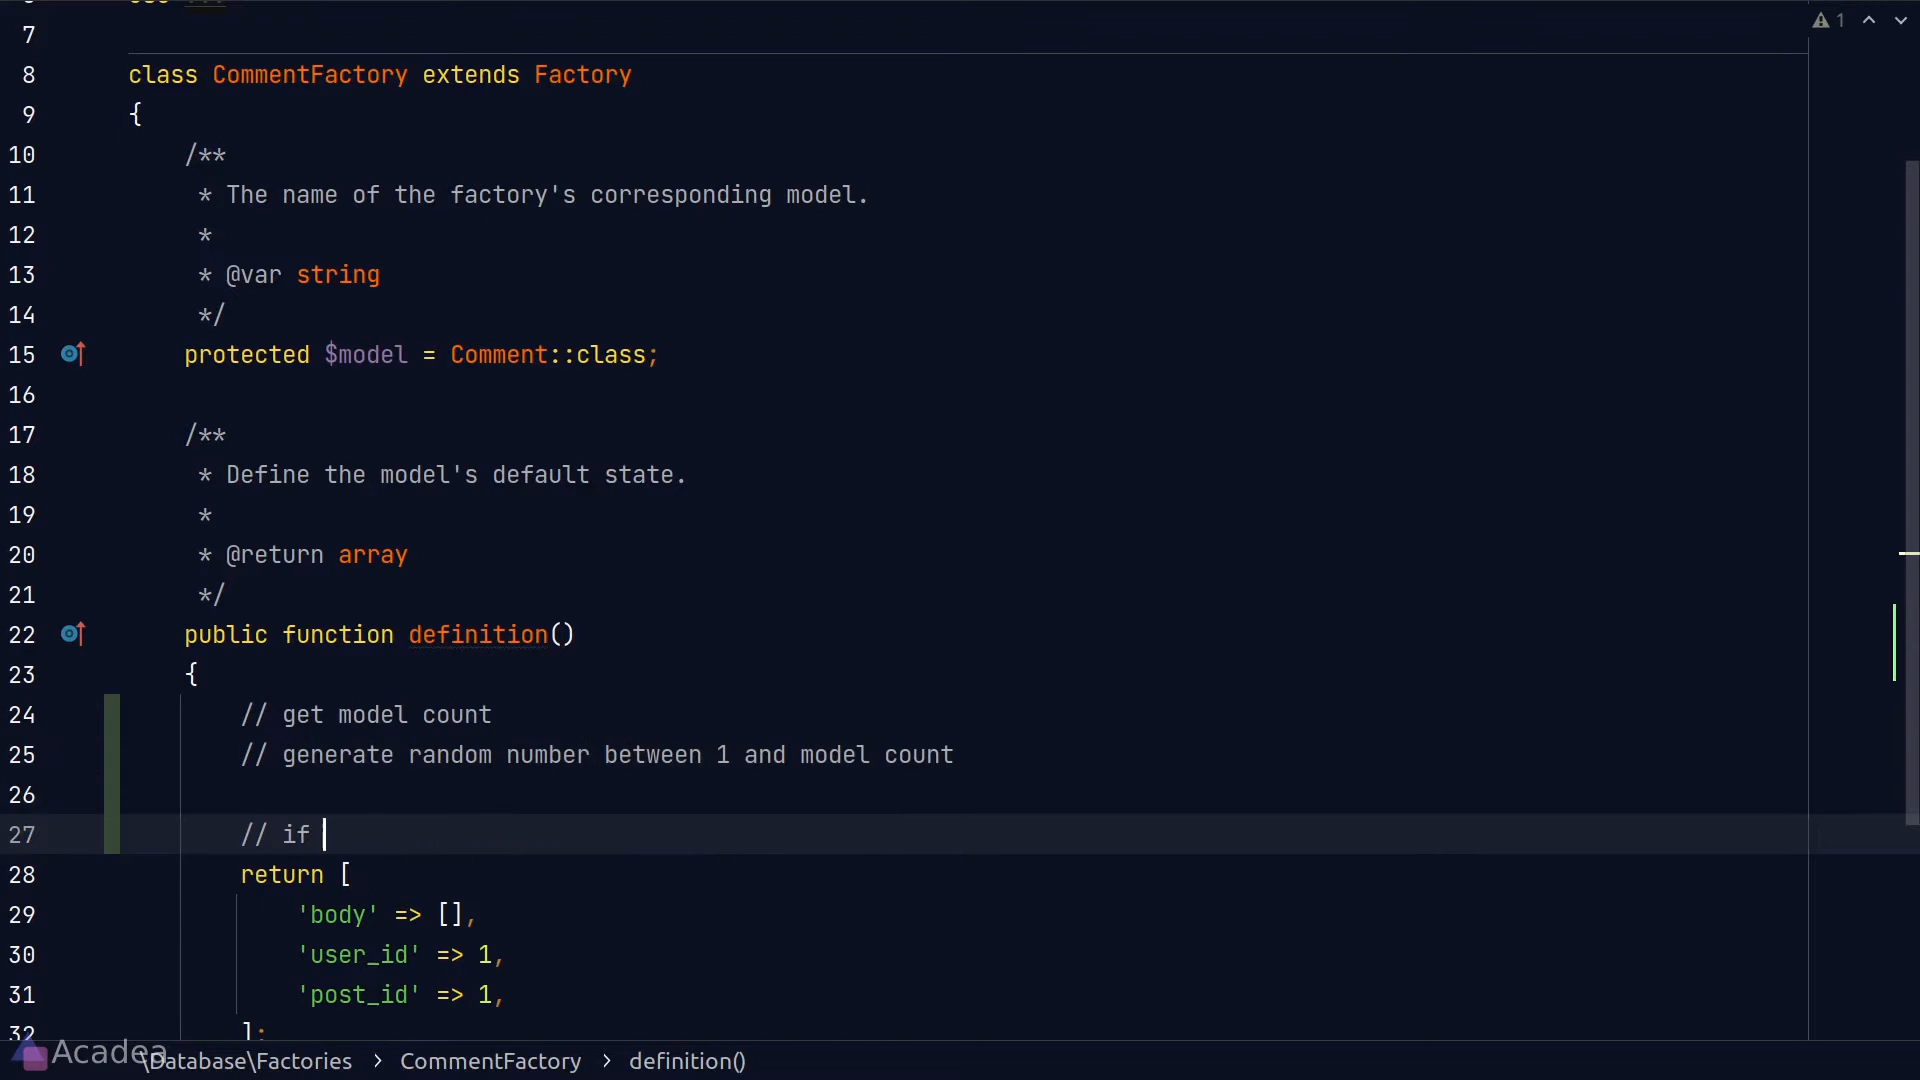 1
7
8 class CommentFactory extends Factory
9 {
10 /**
11 * The name of the factory's corresponding model.
12 *
13 * @var string
14 */
15 protected $model = Comment::class;
16
17 /**
18 * Define the model's default state.
19 *
20 * @return array
21 */
22 public function definition()
23 {
24 // get model count
25 // generate random number between 1 and model count
26
27 // if
28 return [
29 'body' => [],
30 'user_id' => 1,
31 'post_id' => 1,
32 ];
Acadea
\Database\Factories > CommentFactory > definition()